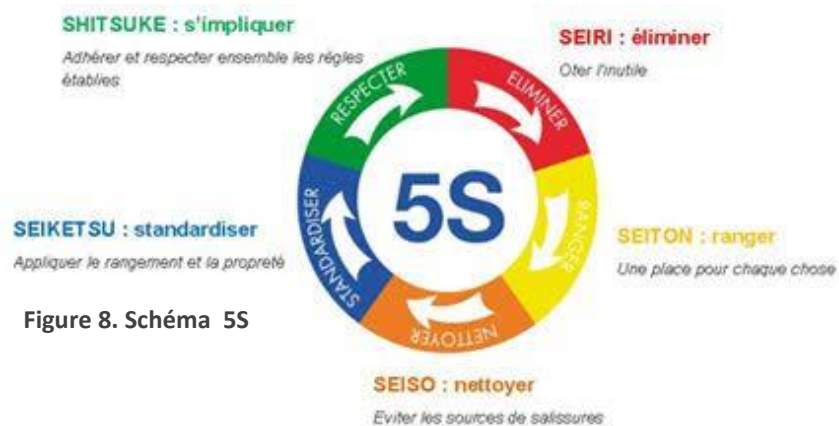 SHITSUKE : s'impliquer
Adhérer et respecter ensemble les règles
établies
SEIRI : éliminer
Oter l'inutile
RESPECTER
ELIMINER
5S
STANDARDISER
RANGER
NETTOYER
SEIKETSU : standardiser
Appliquer le rangement et la propreté
SEITON : ranger
Une place pour chaque chose
Figure 8. Schéma 5S
SEISO : nettoyer
Eviter les sources de salissures